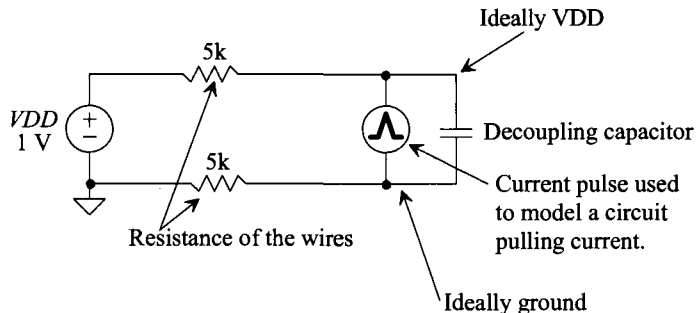 Ideally VDD
5k
VDD
1 V
+
−
Decoupling capacitor
5k
Current pulse used
to model a circuit
pulling current.
Resistance of the wires
Ideally ground